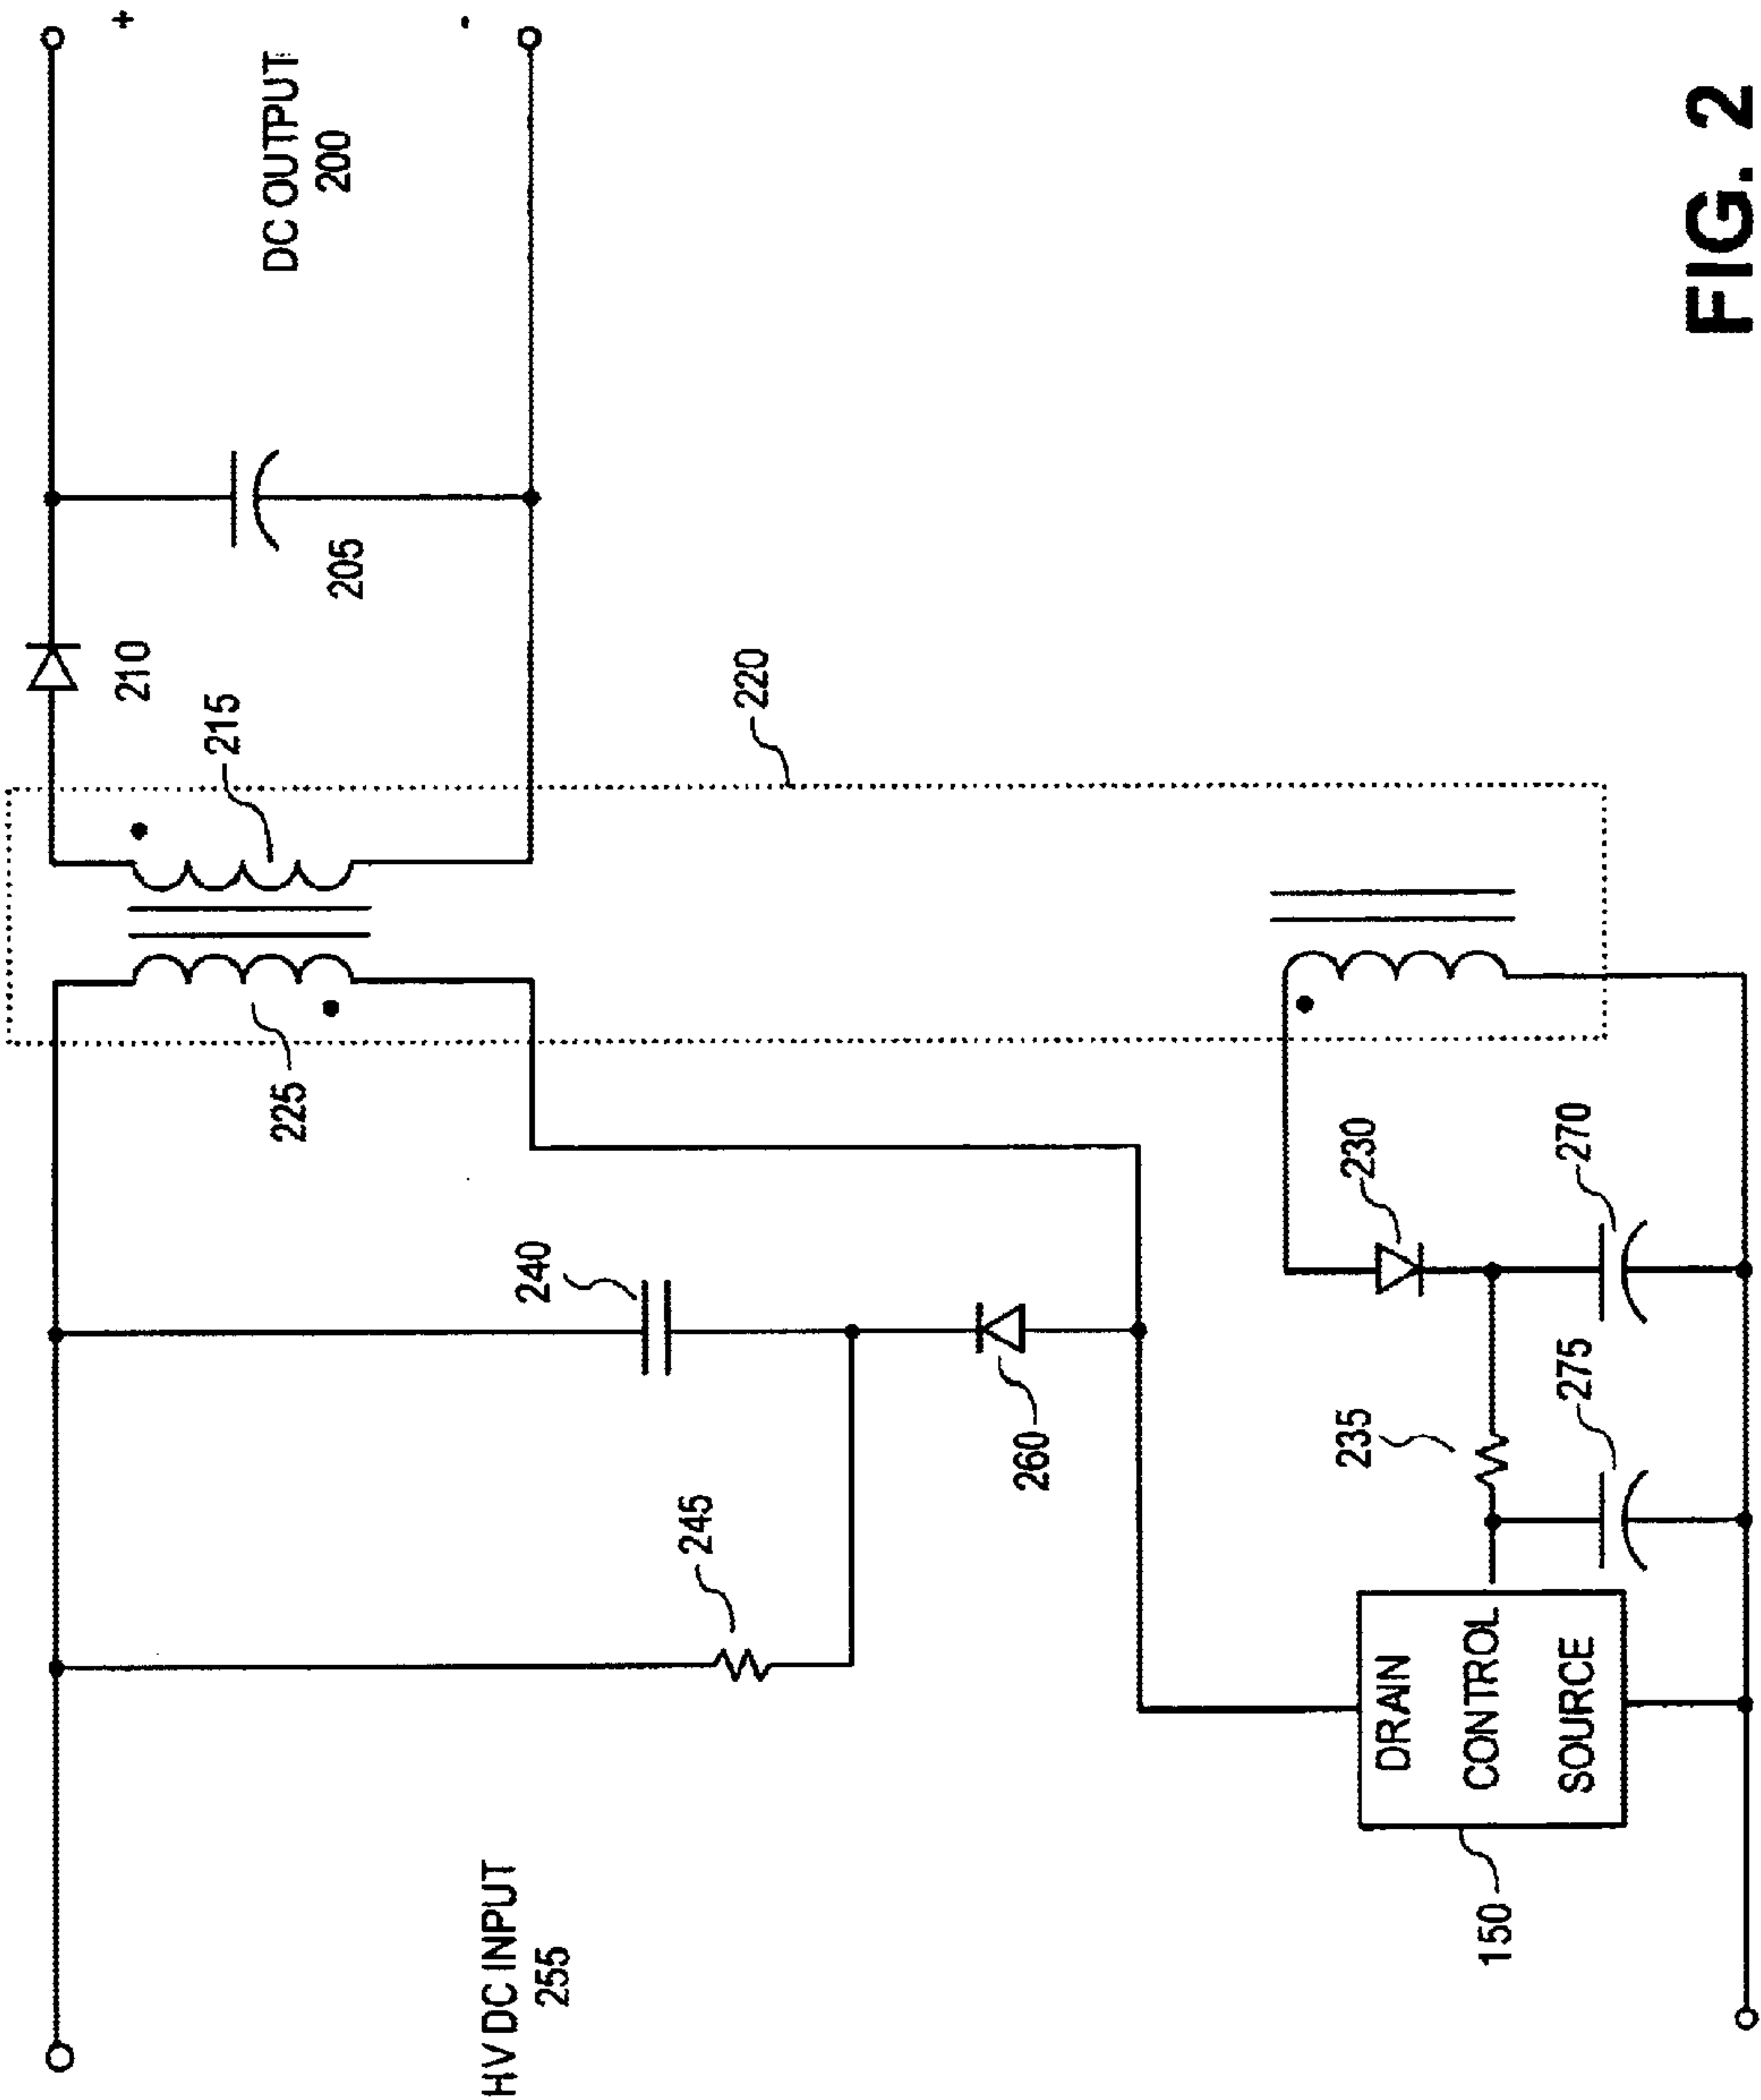 +
-
DC OUTPUT
200
205
210
215
220
225
230
270
240
275
235
260
245
DRAIN
CONTROL
SOURCE
150
HV DC INPUT
255
FIG. 2